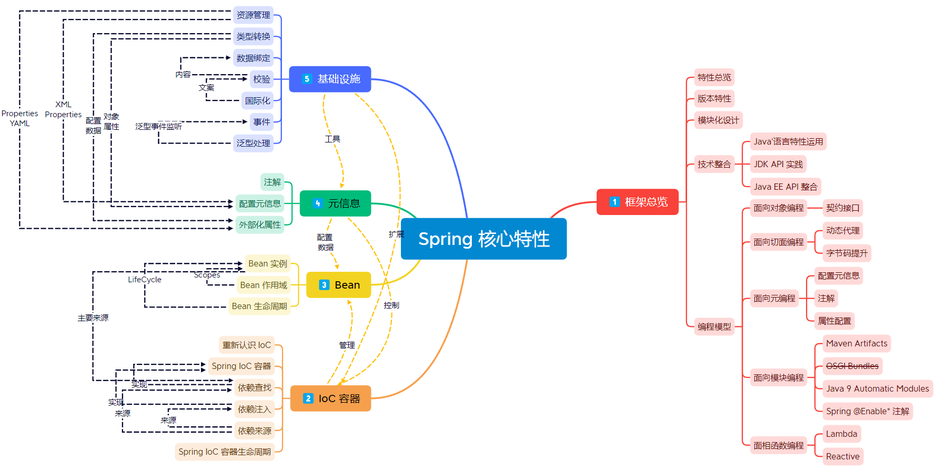 Spring 核心特性
1 框架总览
特性总览
版本特性
模块化设计
技术整合
Java 语言特性运用
JDK API 实践
Java EE API 整合
编程模型
面向对象编程
契约接口
面向切面编程
动态代理
字节码提升
面向元编程
配置元信息
注解
属性配置
面向模块编程
Maven Artifacts
OSGI Bundles
Java 9 Automatic Modules
Spring @Enable* 注解
面相函数编程
Lambda
Reactive
5 基础设施
资源管理
类型转换
数据绑定
校验
国际化
事件
泛型处理
内容
文案
泛型事件监听
XML
Properties
Properties
YAML
配置
数据
对象
属性
工具
扩展
4 元信息
注解
配置元信息
外部化属性
配置
数据
控制
3 Bean
Bean 实例
Bean 作用域
Bean 生命周期
Scopes
LifeCycle
主要来源
管理
2 IoC 容器
重新认识 IoC
Spring IoC 容器
依赖查找
依赖注入
依赖来源
Spring IoC 容器生命周期
实现
实现
来源
来源